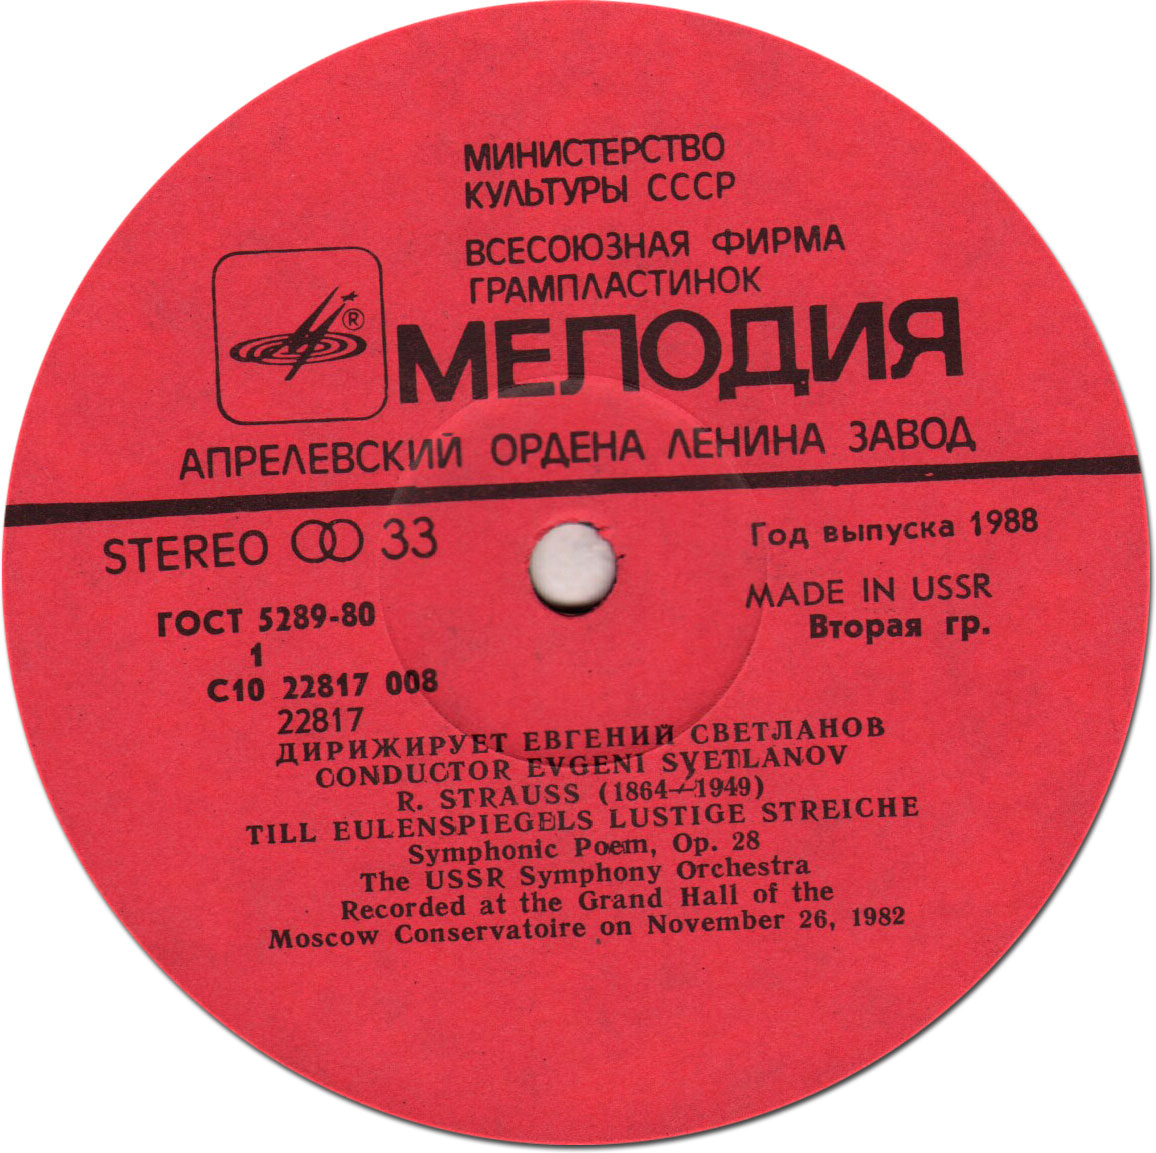 МИНИСТЕРСТВО
КУЛЬТУРЫ СССР
ВСЕСОЮЗНАЯ ФИРМА
ГРАМПЛАСТИНОК
®
МЕЛОДИЯ
АПРЕЛЕВСКИЙ ОРДЕНА ЛЕНИНА ЗАВОД
STEREO 33
Год выпуска 1988
ГОСТ 5289-80
MADE IN USSR
1
Вторая гр.
С10 22817 008
22817
ДИРИЖИРУЕТ ЕВГЕНИЙ СВЕТЛАНОВ
CONDUCTOR EVGENI SVETLANOV
R. STRAUSS (1864—1949)
TILL EULENSPIEGELS LUSTIGE STREICHE
Symphonic Poem, Op. 28
The USSR Symphony Orchestra
Recorded at the Grand Hall of the
Moscow Conservatoire on November 26, 1982